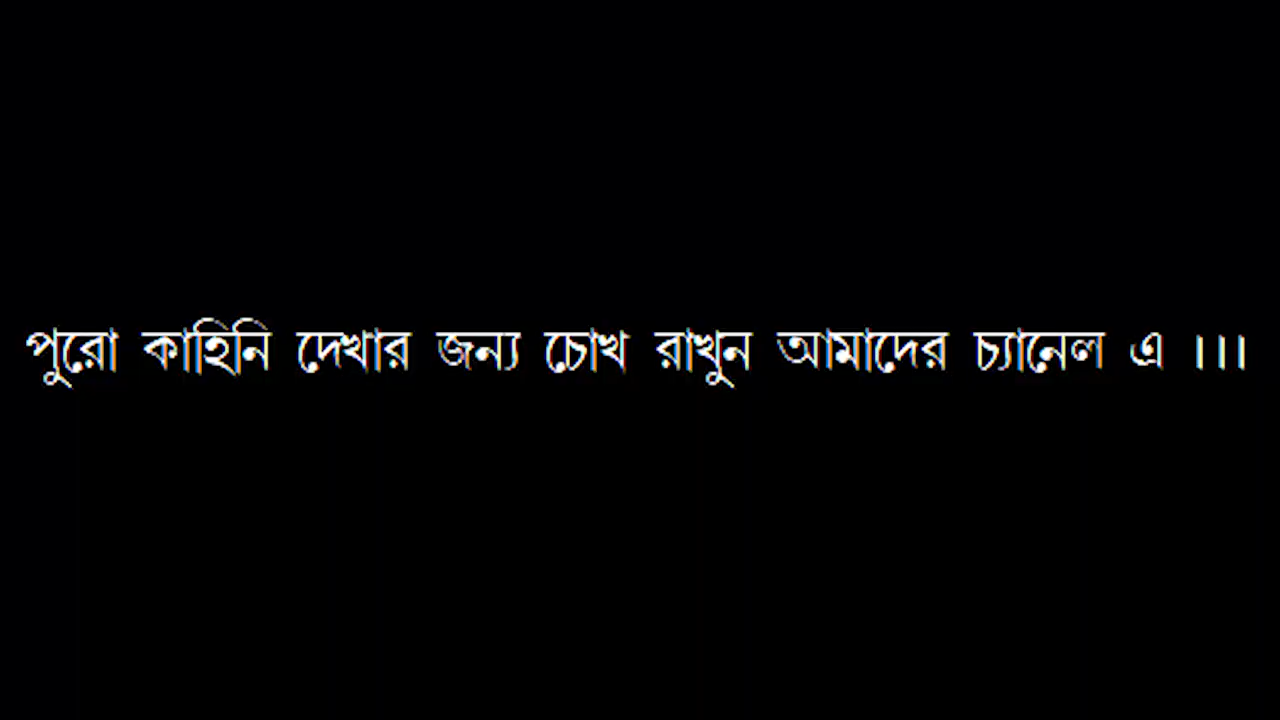 পুরো কাহিনি দেখার জন্য চোখ রাখুন আমাদের চ্যানেল এ ।।।